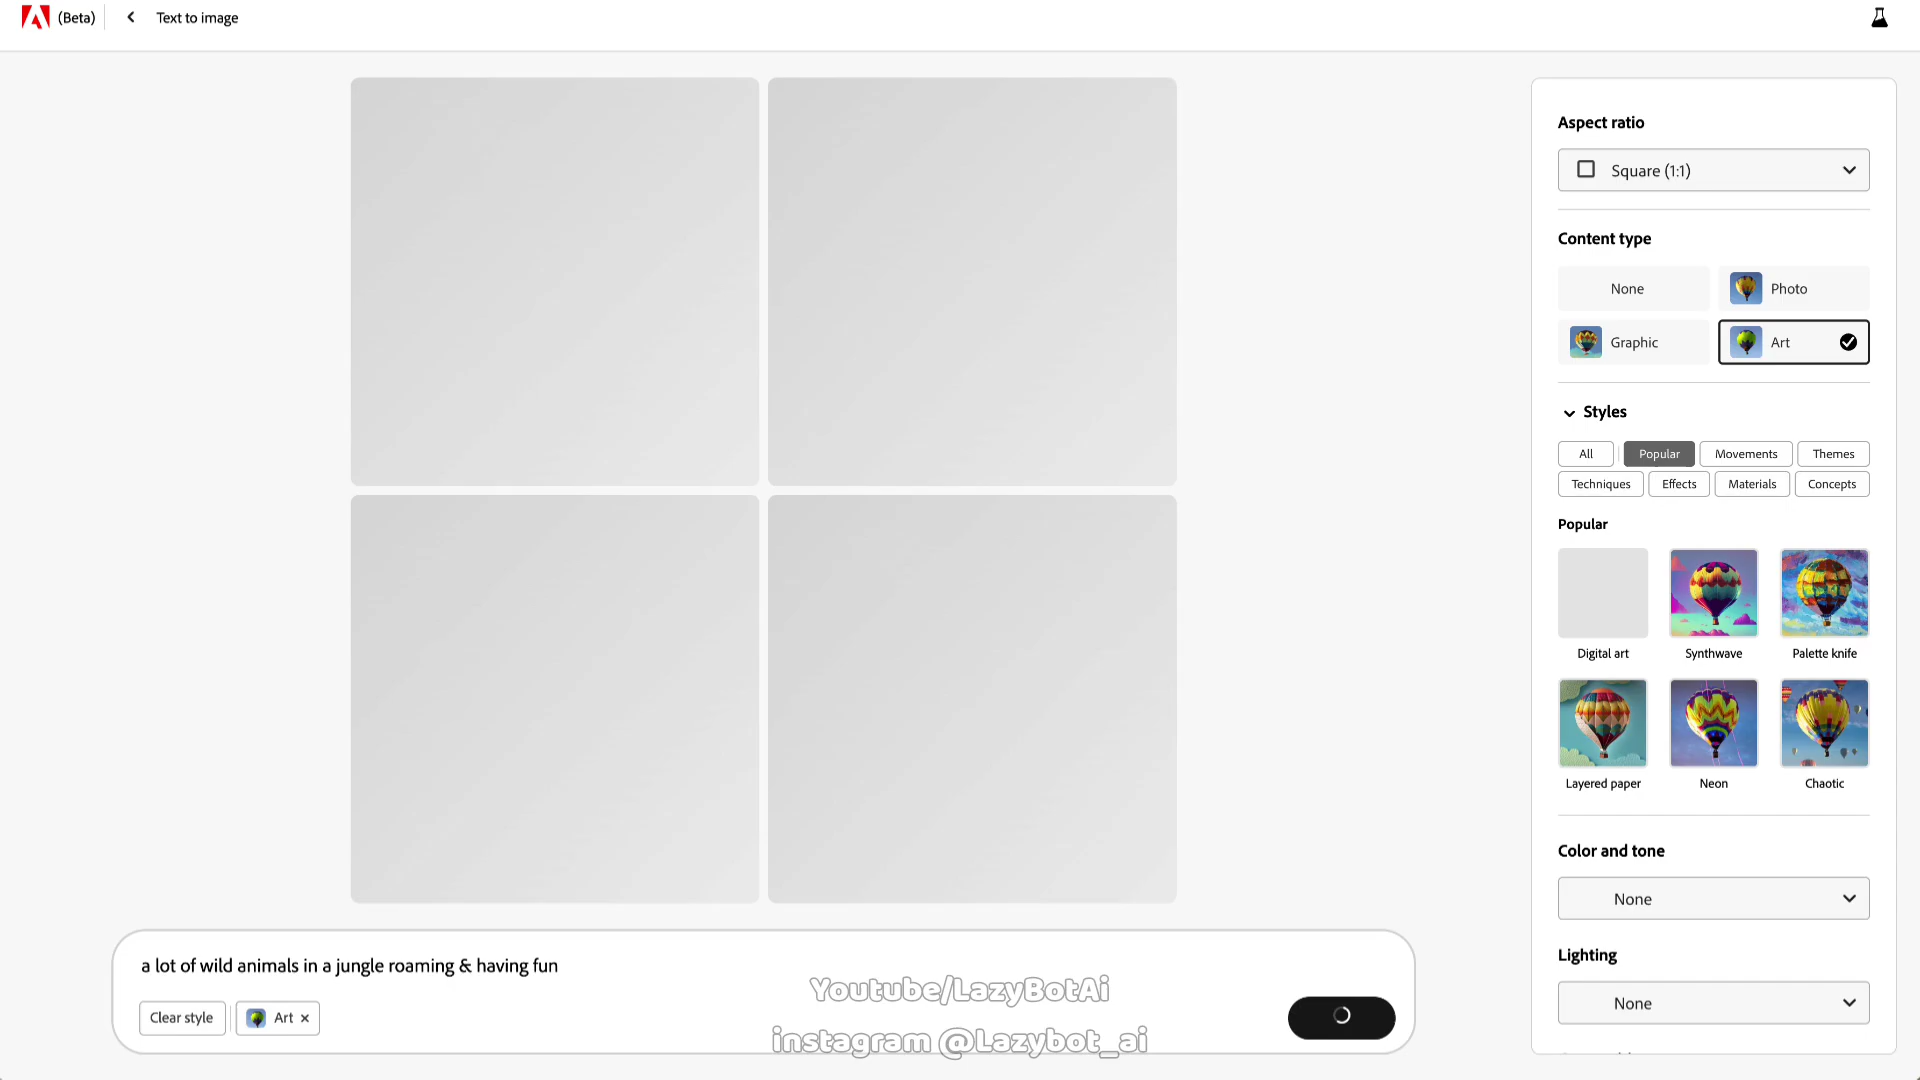 (Beta)
Text to image
Aspect ratio
Square (1:1)
Content type
None
Photo
Graphic
Art
Styles
All
Popular
Movements
Themes
Techniques
Effects
Materials
Concepts
Popular
Digital art
Synthwave
Palette knife
Layered paper
Neon
Chaotic
Color and tone
None
Lighting
None
a lot of wild animals in a jungle roaming & having fun
Clear style
Art
Youtube/LazyBotAi
instagram @Lazybot_ai